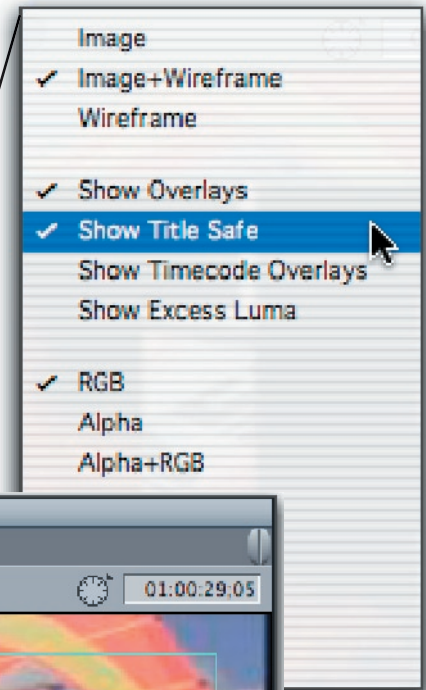 Image
✓ Image+Wireframe
Wireframe
✓ Show Overlays
✓ Show Title Safe
Show Timecode Overlays
Show Excess Luma
✓ RGB
Alpha
Alpha+RGB
01:00:29;05